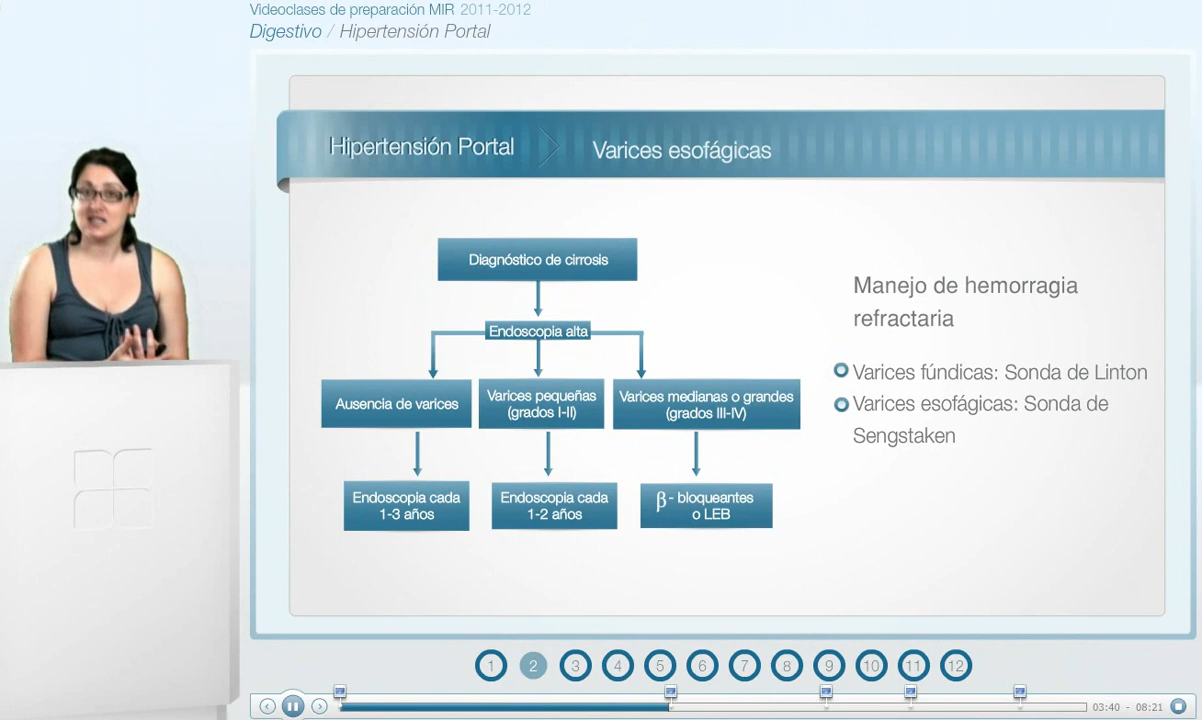 Videoclases de preparación MIR 2011-2012
Digestivo / Hipertensión Portal
Hipertensión Portal
Varices esofágicas
Diagnóstico de cirrosis
Endoscopia alta
Ausencia de varices
Varices pequeñas
(grados I-II)
Varices medianas o grandes
(grados III-IV)
Endoscopia cada
1-3 años
Endoscopia cada
1-2 años
β - bloqueantes
o LEB
Manejo de hemorragia
refractaria
Varices fúndicas: Sonda de Linton
Varices esofágicas: Sonda de
Sengstaken
1 2 3 4 5 6 7 8 9 10 11 12
03:40 - 08:21